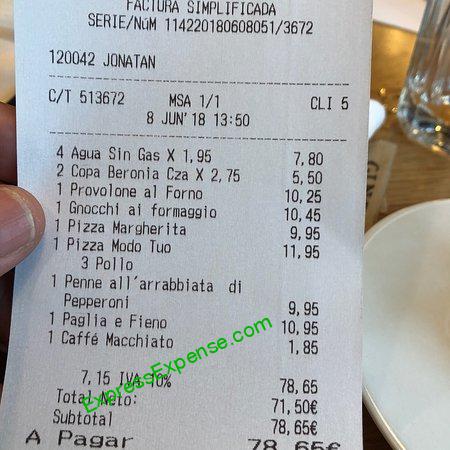 FACTURA SIMPLIFICADA
SERIE/NúM 114220180608051/3672
120042 JONATAN
C/T 513672 MSA 1/1 CLI 5
8 JUN'18 13:50
4 Agua Sin Gas X 1,95 7,80
2 Copa Beronia Cza X 2,75 5,50
1 Provolone al Forno 10,25
1 Gnocchi ai formaggio 10,45
1 Pizza Margherita 9,95
1 Pizza Modo Tuo 11,95
3 Pollo
1 Penne all'arrabbiata di
Pepperoni 9,95
1 Paglia e Fieno 10,95
1 Caffé Macchiato 1,85
7,15 IVA 10% 78,65
Total Neto: 71,50€
Subtotal 78,65€
A Pagar 78,65€
ExpressExpense.com